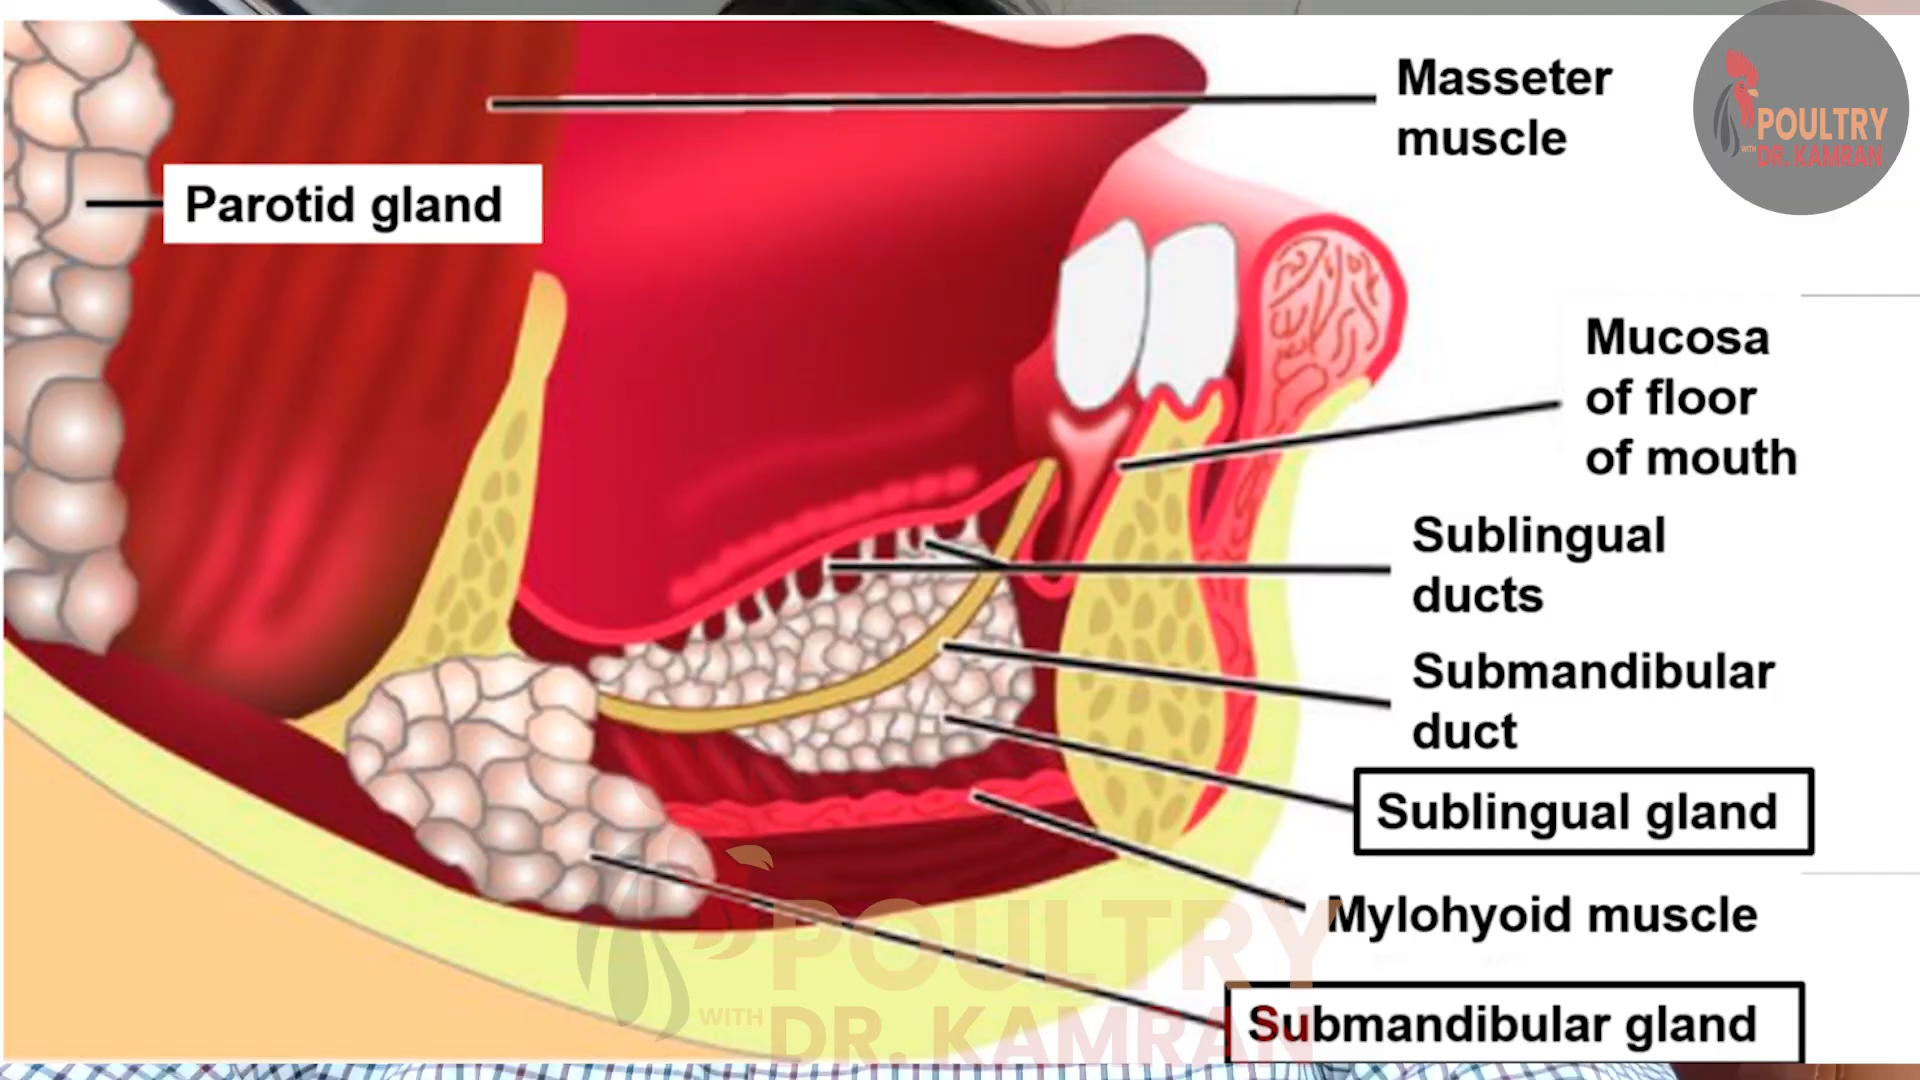 Masseter
muscle
POULTRY
WITH DR. KAMRAN
Parotid gland
Mucosa
of floor
of mouth
Sublingual
ducts
Submandibular
duct
Sublingual gland
Mylohyoid muscle
Submandibular gland
POULTRY
WITH DR. KAMRAN